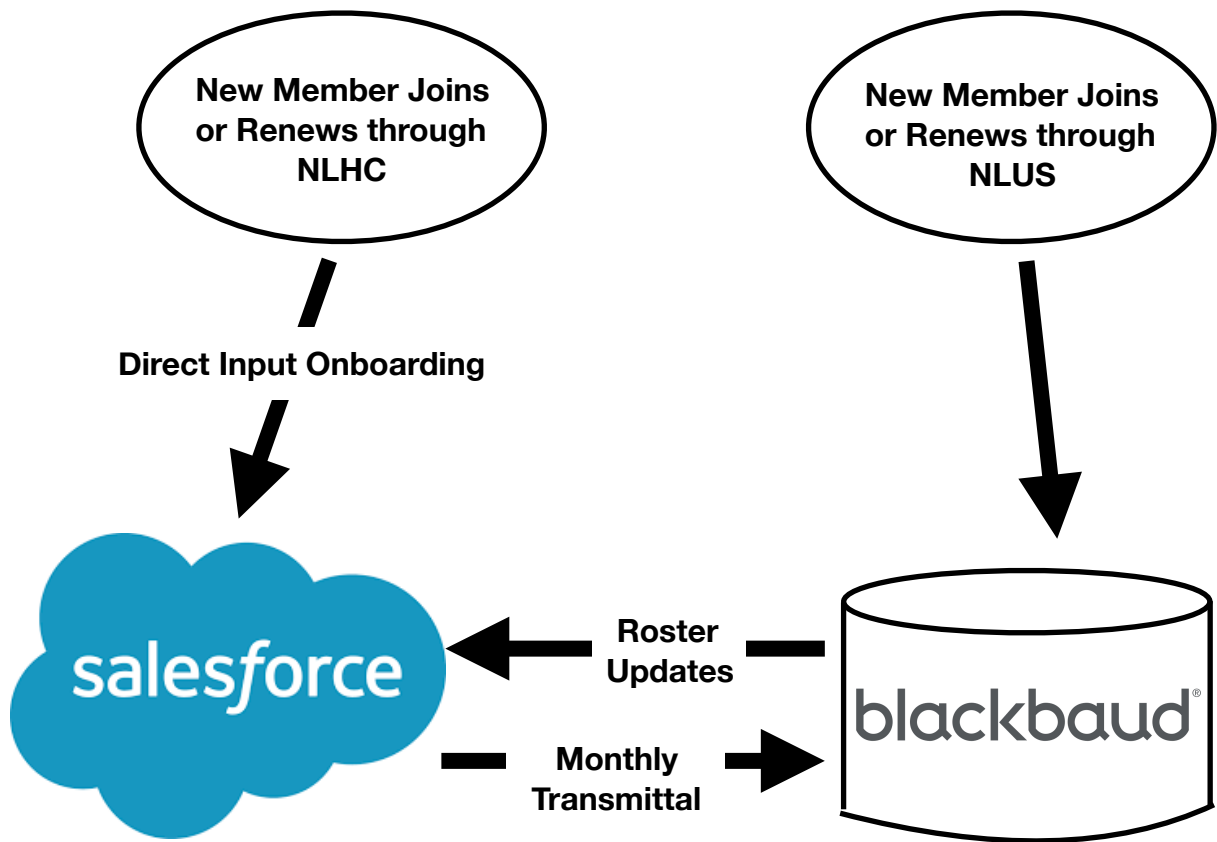 New Member Joins
or Renews through
NLHC
New Member Joins
or Renews through
NLUS
Direct Input Onboarding
salesforce
Roster
Updates
blackbaud®
Monthly
Transmittal